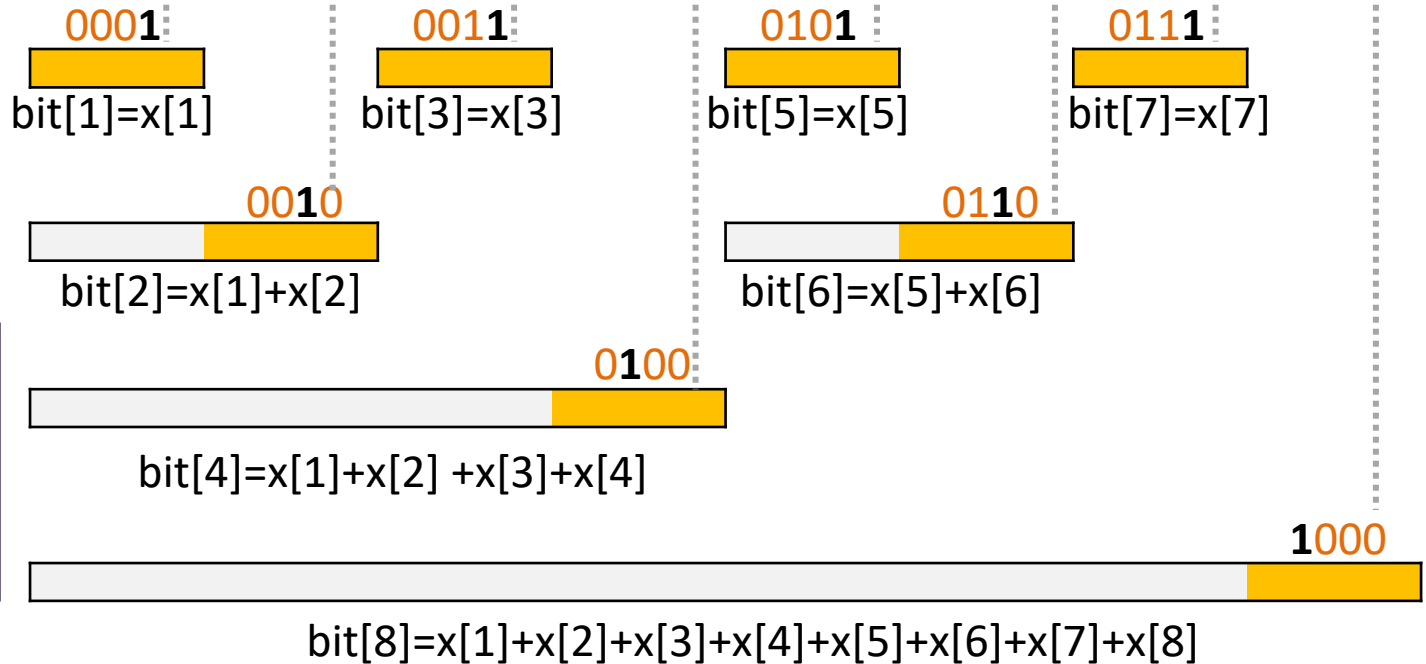 0001 0011 0101 0111
bit[1]=x[1] bit[3]=x[3] bit[5]=x[5] bit[7]=x[7]
0010 0110
bit[2]=x[1]+x[2] bit[6]=x[5]+x[6]
0100
bit[4]=x[1]+x[2] +x[3]+x[4]
1000
bit[8]=x[1]+x[2]+x[3]+x[4]+x[5]+x[6]+x[7]+x[8]